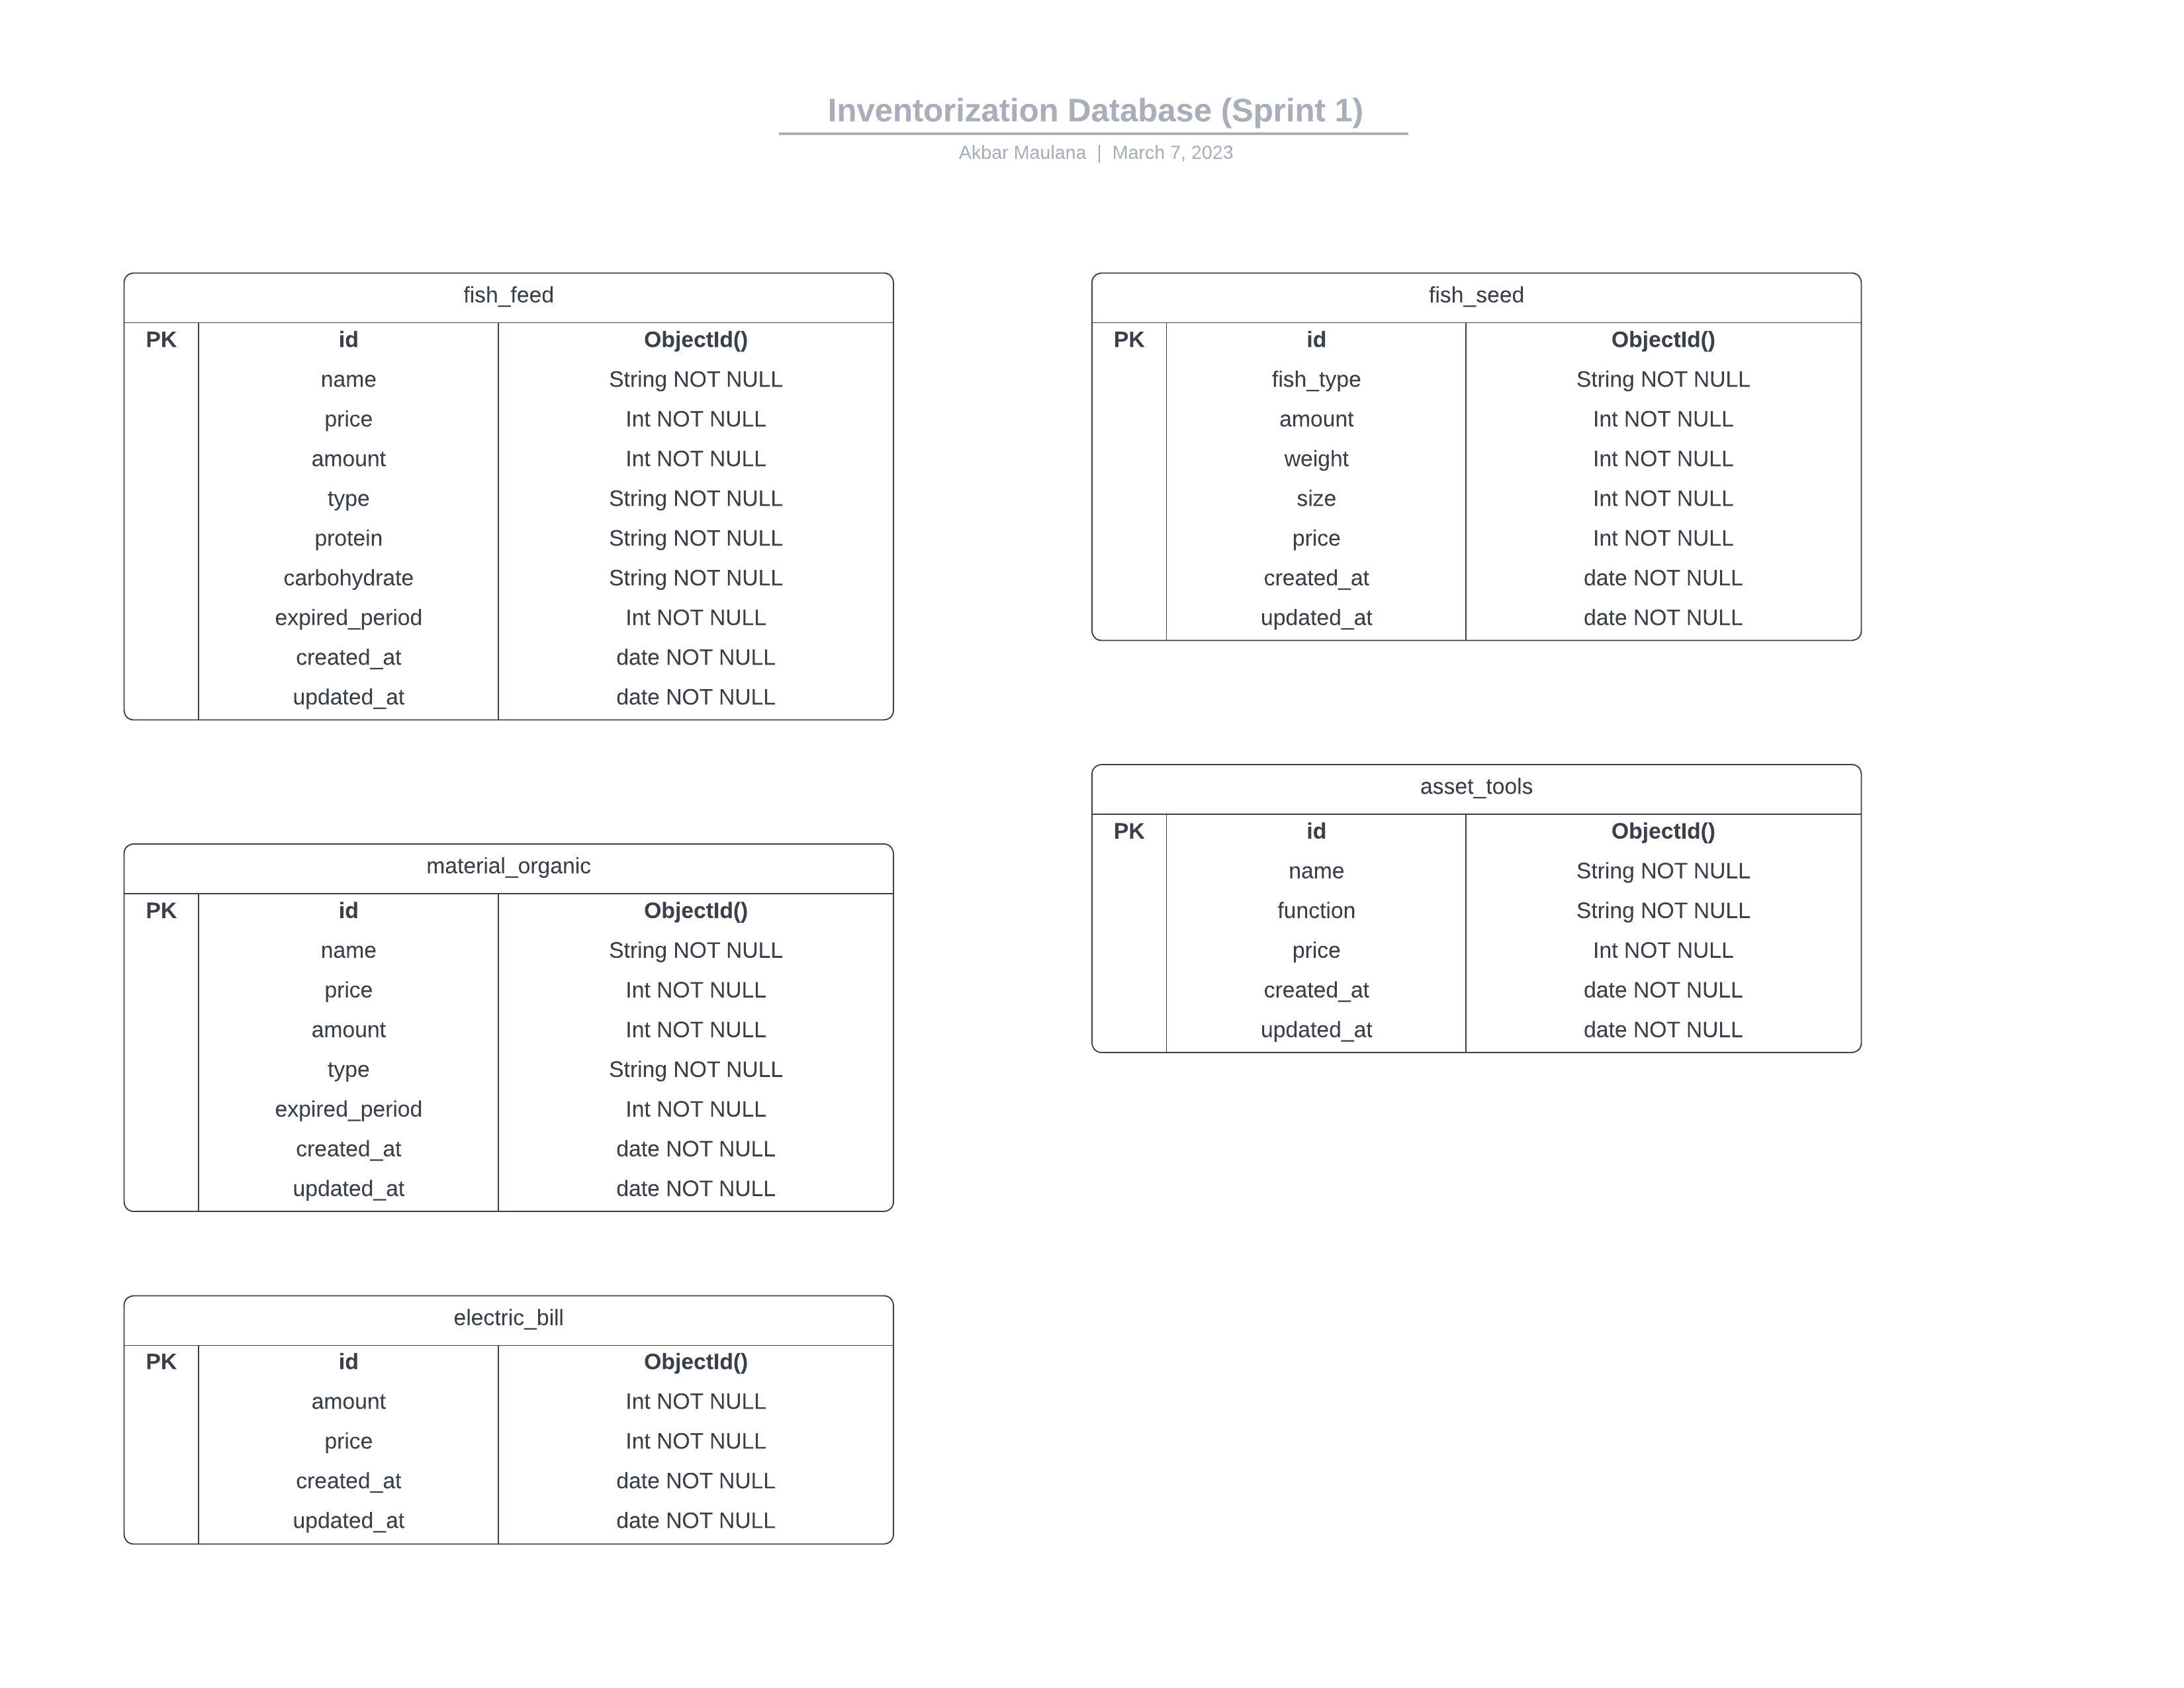 Inventorization Database (Sprint 1)
Akbar Maulana | March 7, 2023
fish_feed
PK id ObjectId()
name String NOT NULL
price Int NOT NULL
amount Int NOT NULL
type String NOT NULL
protein String NOT NULL
carbohydrate String NOT NULL
expired_period Int NOT NULL
created_at date NOT NULL
updated_at date NOT NULL
fish_seed
PK id ObjectId()
fish_type String NOT NULL
amount Int NOT NULL
weight Int NOT NULL
size Int NOT NULL
price Int NOT NULL
created_at date NOT NULL
updated_at date NOT NULL
material_organic
PK id ObjectId()
name String NOT NULL
price Int NOT NULL
amount Int NOT NULL
type String NOT NULL
expired_period Int NOT NULL
created_at date NOT NULL
updated_at date NOT NULL
asset_tools
PK id ObjectId()
name String NOT NULL
function String NOT NULL
price Int NOT NULL
created_at date NOT NULL
updated_at date NOT NULL
electric_bill
PK id ObjectId()
amount Int NOT NULL
price Int NOT NULL
created_at date NOT NULL
updated_at date NOT NULL